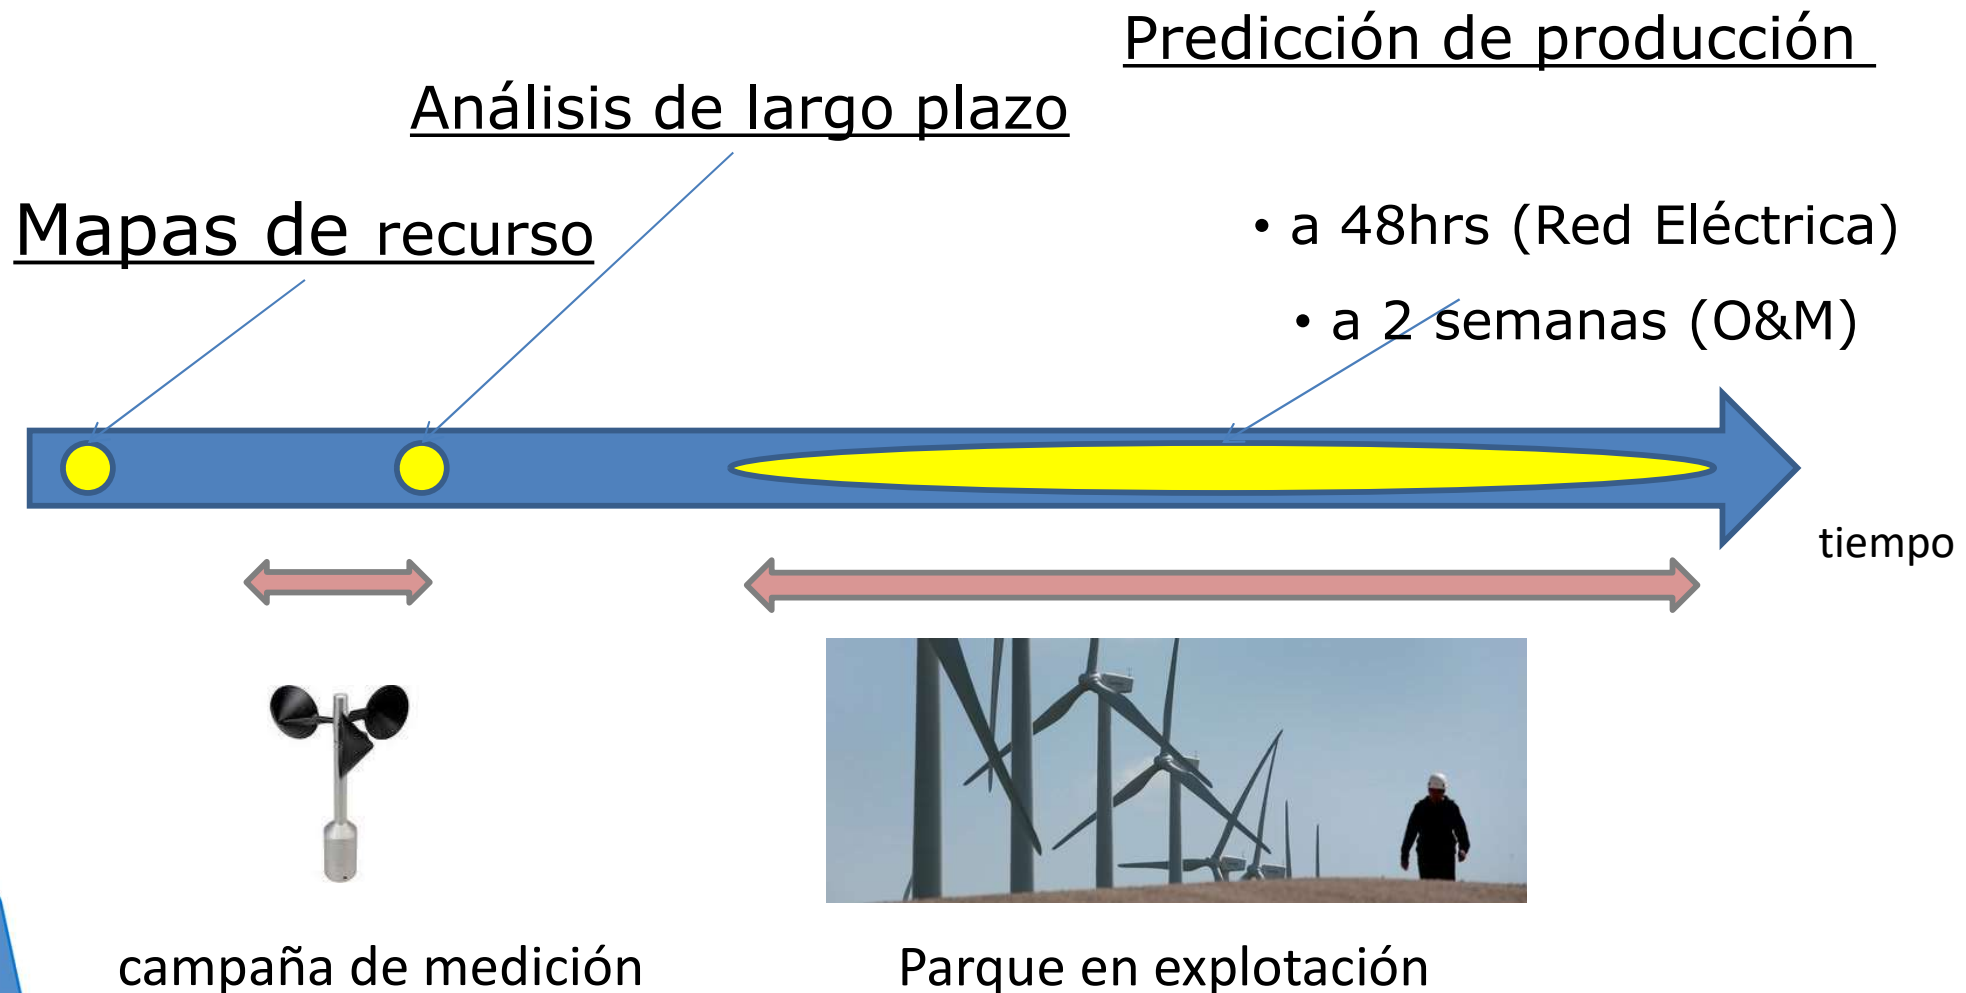 Predicción de producción
Análisis de largo plazo
Mapas de recurso
• a 48hrs (Red Eléctrica)
• a 2 semanas (O&M)
tiempo
campaña de medición
Parque en explotación